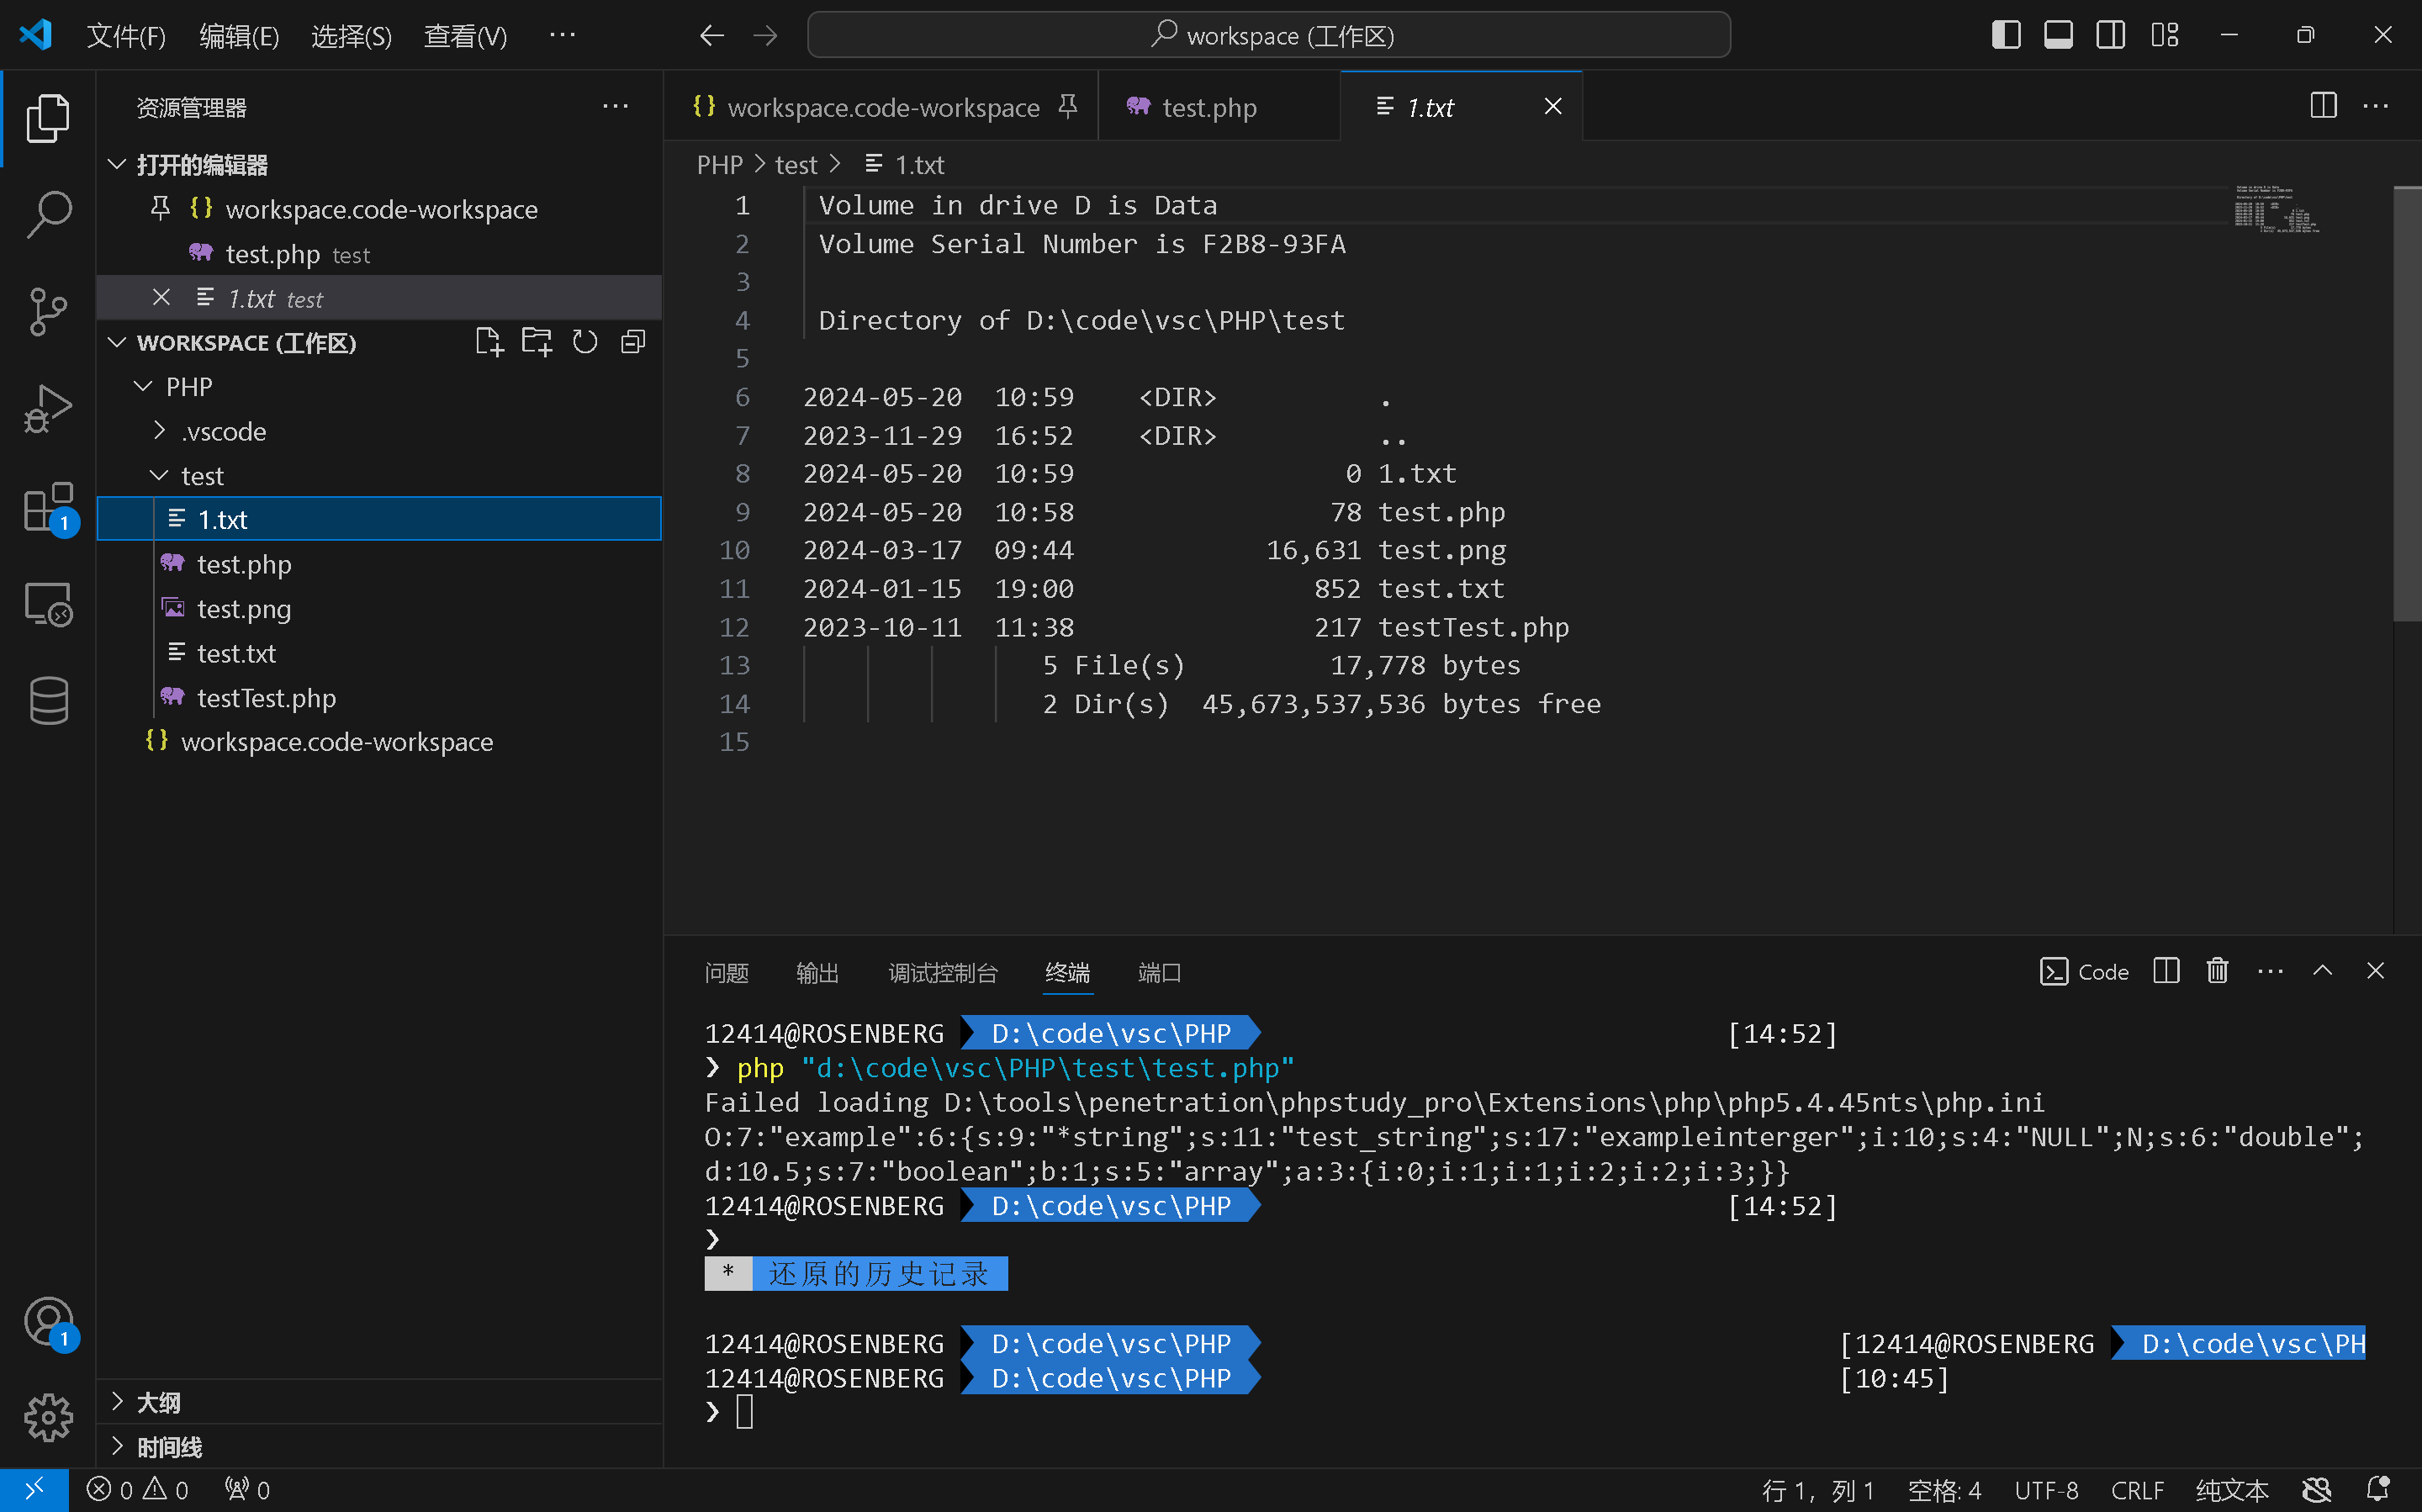 文件(F) 编辑(E) 选择(S) 查看(V) ··· workspace (工作区)
资源管理器 ···
打开的编辑器
workspace.code-workspace
test.php test
1.txt test
WORKSPACE (工作区)
PHP
.vscode
test
1.txt
test.php
test.png
test.txt
testTest.php
workspace.code-workspace
大纲
时间线
1
1
workspace.code-workspace test.php 1.txt
PHP > test > 1.txt
1 Volume in drive D is Data
2 Volume Serial Number is F2B8-93FA
3
4 Directory of D:\code\vsc\PHP\test
5
6 2024-05-20 10:59 <DIR> .
7 2023-11-29 16:52 <DIR> ..
8 2024-05-20 10:59 0 1.txt
9 2024-05-20 10:58 78 test.php
10 2024-03-17 09:44 16,631 test.png
11 2024-01-15 19:00 852 test.txt
12 2023-10-11 11:38 217 testTest.php
13 5 File(s) 17,778 bytes
14 2 Dir(s) 45,673,537,536 bytes free
15
问题 输出 调试控制台 终端 端口 Code
12414@ROSENBERG D:\code\vsc\PHP [14:52]
❯ php "d:\code\vsc\PHP\test\test.php"
Failed loading D:\tools\penetration\phpstudy_pro\Extensions\php\php5.4.45nts\php.ini
O:7:"example":6:{s:9:"*string";s:11:"test_string";s:17:"exampleinterger";i:10;s:4:"NULL";N;s:6:"double";
d:10.5;s:7:"boolean";b:1;s:5:"array";a:3:{i:0;i:1;i:1;i:2;i:2;i:3;}}
12414@ROSENBERG D:\code\vsc\PHP [14:52]
❯
* 还原的历史记录
12414@ROSENBERG D:\code\vsc\PHP [12414@ROSENBERG D:\code\vsc\PH
12414@ROSENBERG D:\code\vsc\PHP [10:45]
❯
0 0 0 行 1，列 1 空格: 4 UTF-8 CRLF 纯文本